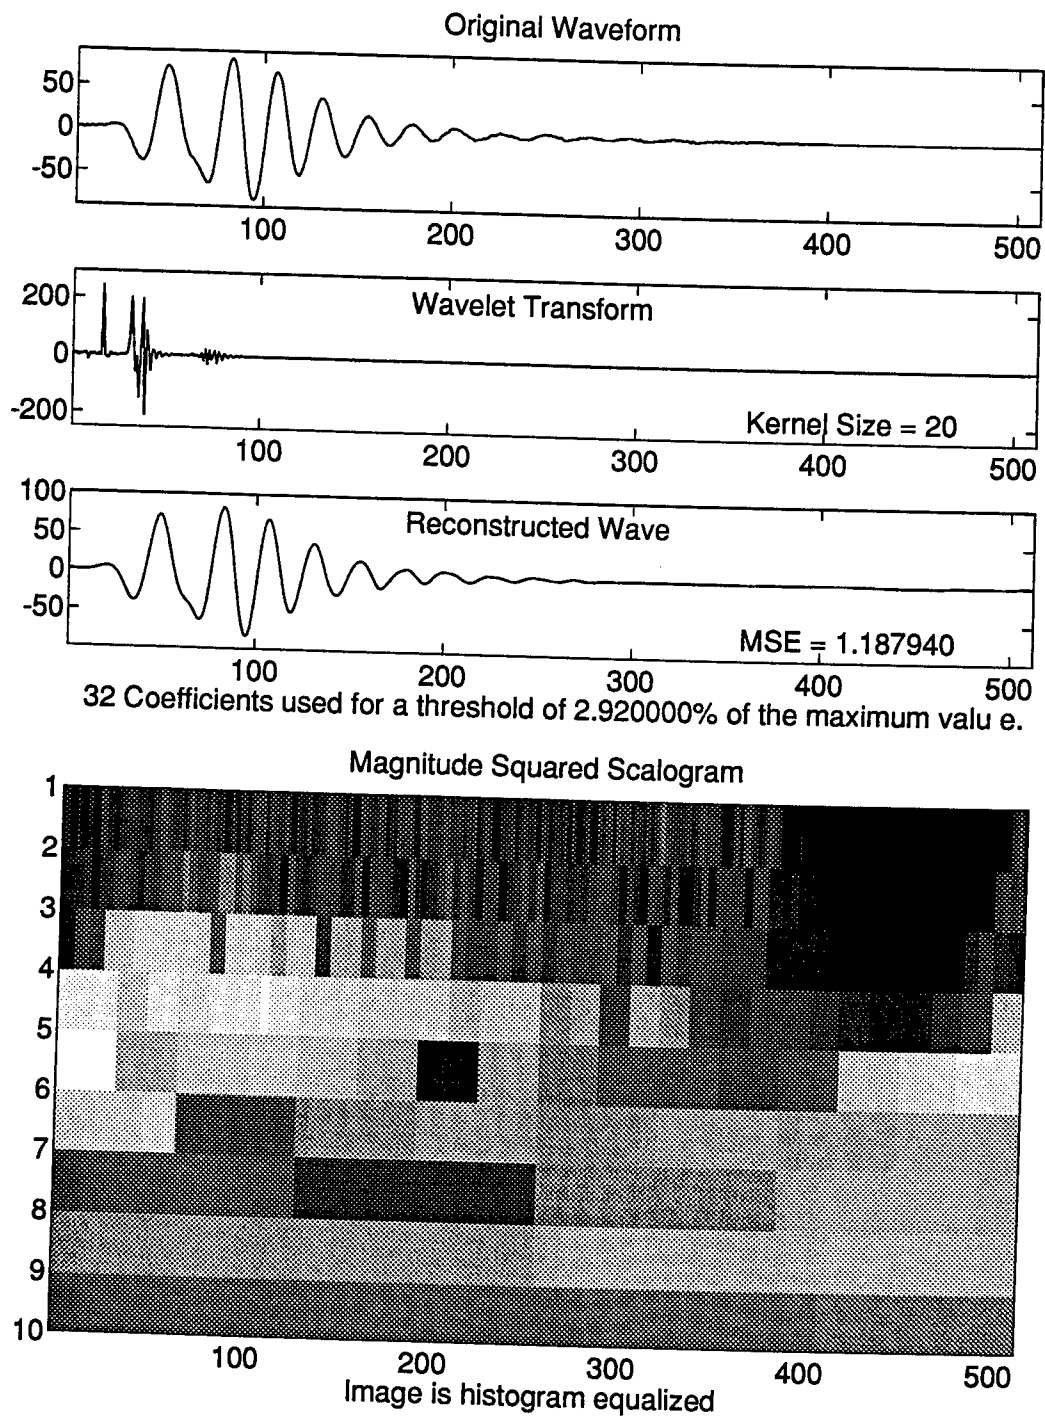 Original Waveform
50
0
-50
100 200 300 400 500
Wavelet Transform
200
0
-200
Kernel Size = 20
100 200 300 400 500
100
Reconstructed Wave
50
0
-50
MSE = 1.187940
100 200 300 400 500
32 Coefficients used for a threshold of 2.920000% of the maximum valu e.
Magnitude Squared Scalogram
1
2
3
4
5
6
7
8
9
10
100 200 300 400 500
Image is histogram equalized